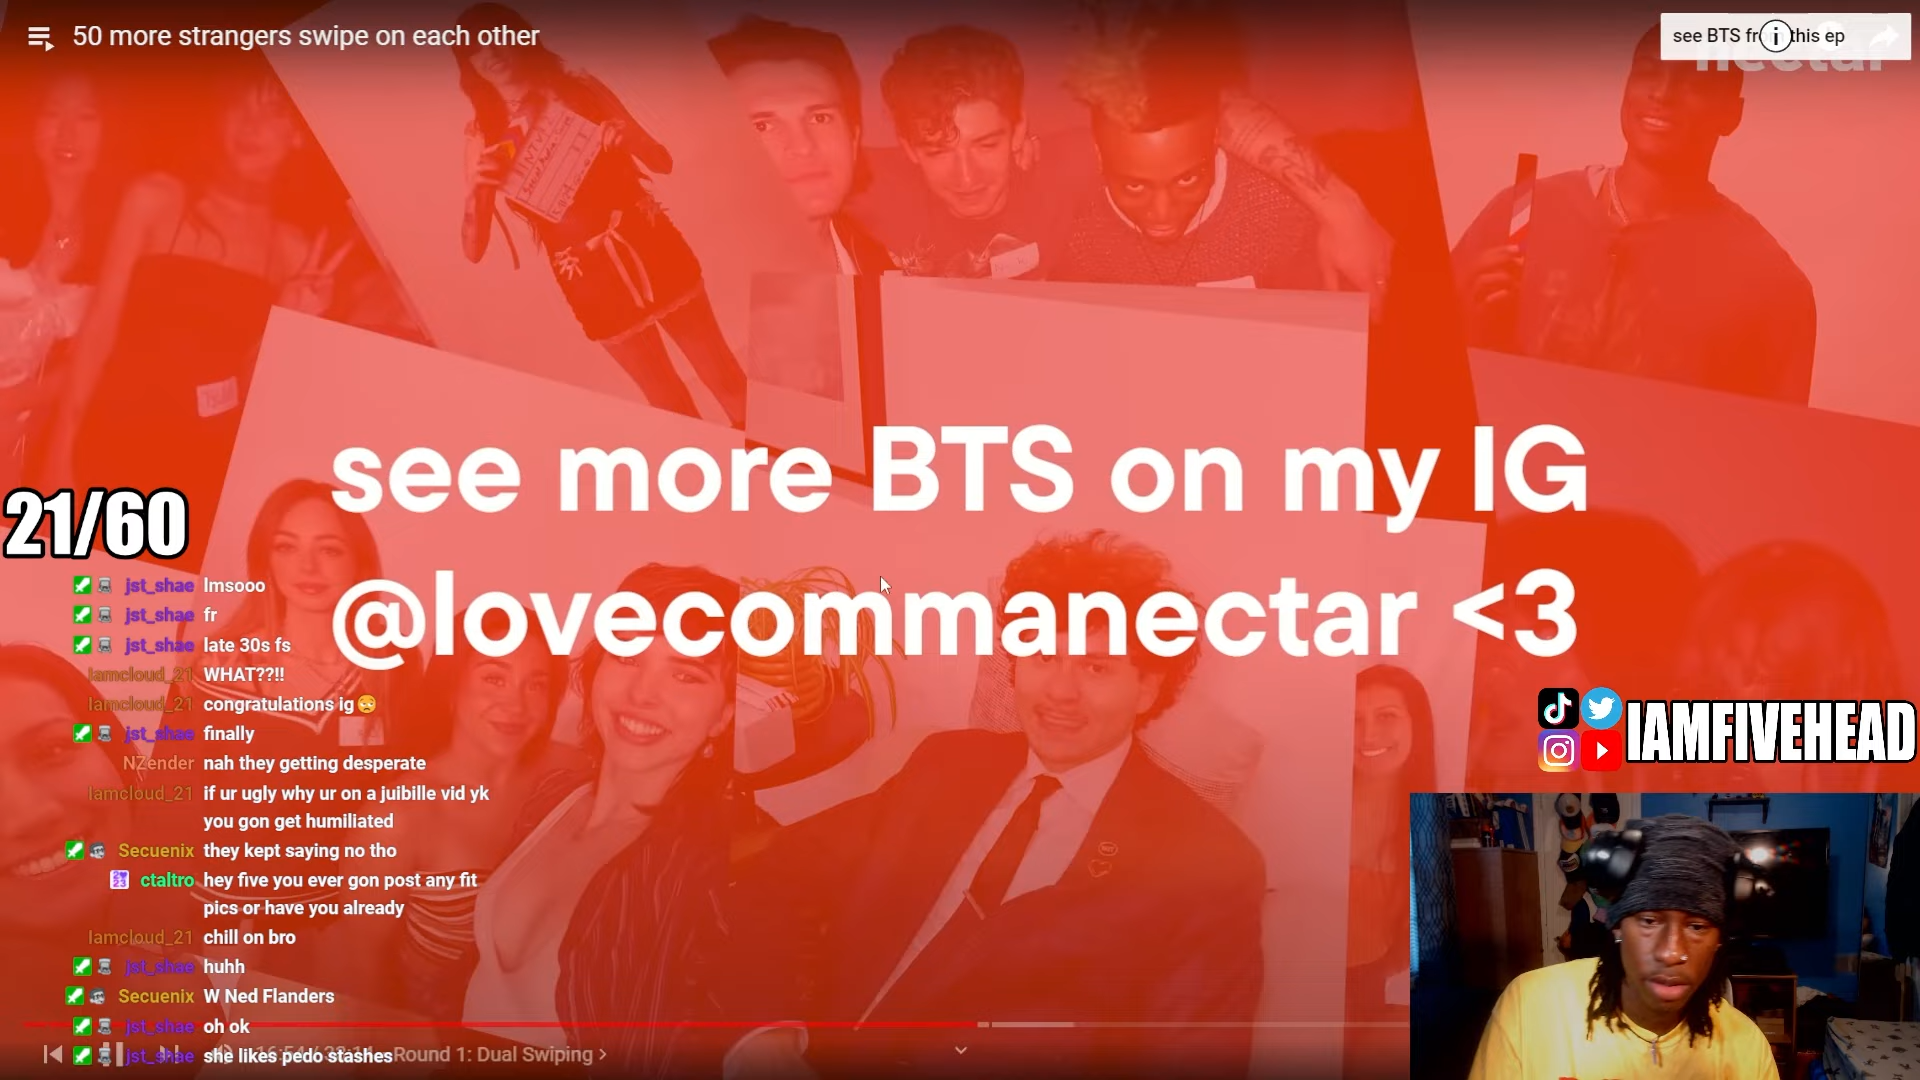 50 more strangers swipe on each other
see BTS from this ep
nectar
see more BTS on my IG
@lovecommanectar <3
21/60
jst_shae lmsooo
jst_shae fr
jst_shae late 30s fs
Iamcloud_21 WHAT??!!
Iamcloud_21 congratulations ig😩
jst_shae finally
NZender nah they getting desperate
Iamcloud_21 if ur ugly why ur on a juibille vid yk
you gon get humiliated
Secuenix they kept saying no tho
ctaltro hey five you ever gon post any fit
pics or have you already
Iamcloud_21 chill on bro
jst_shae huhh
Secuenix W Ned Flanders
jst_shae oh ok
jst_shae she likes pedo stashes
Round 1: Dual Swiping >
IAMFIVEHEAD